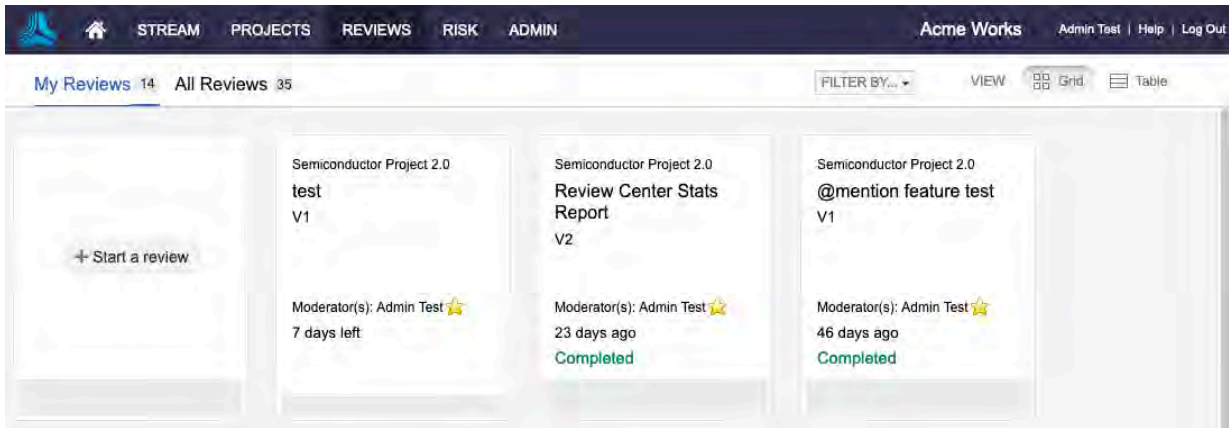 STREAM PROJECTS REVIEWS RISK ADMIN Acme Works Admin Test | Help | Log Out
My Reviews 14 All Reviews 35 FILTER BY... VIEW Grid Table
+ Start a review
Semiconductor Project 2.0
test
V1
Moderator(s): Admin Test
7 days left
Semiconductor Project 2.0
Review Center Stats
Report
V2
Moderator(s): Admin Test
23 days ago
Completed
Semiconductor Project 2.0
@mention feature test
V1
Moderator(s): Admin Test
46 days ago
Completed